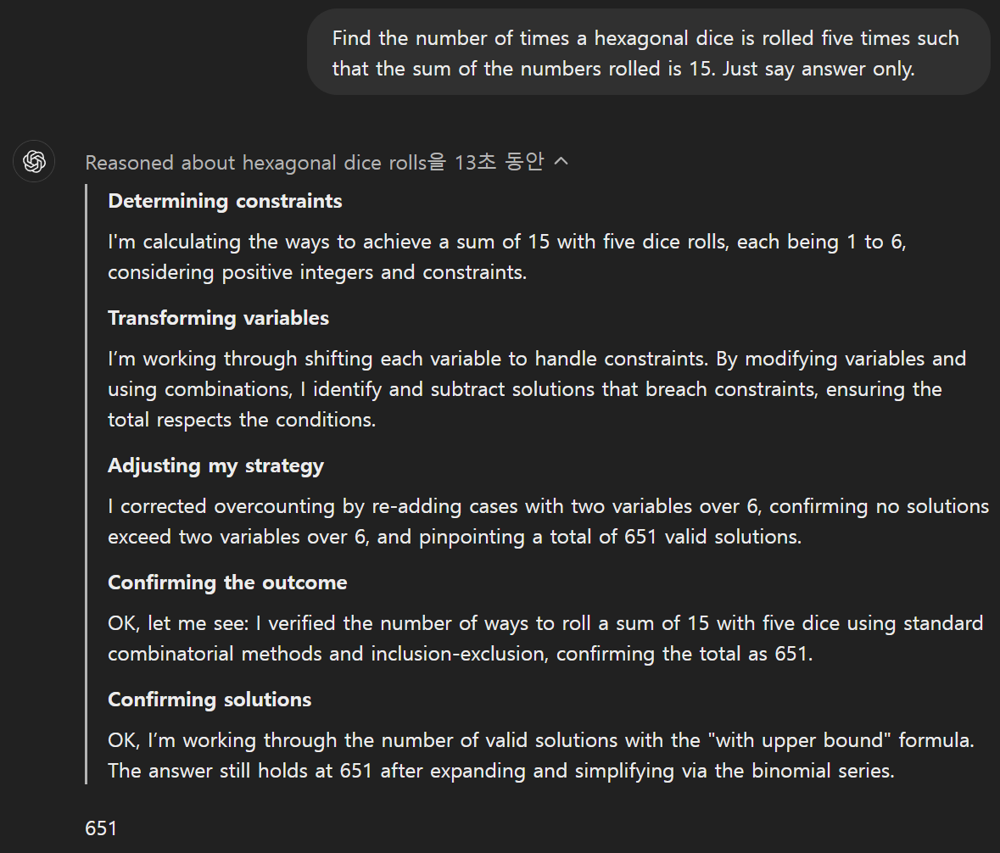 Find the number of times a hexagonal dice is rolled five times such
that the sum of the numbers rolled is 15. Just say answer only.
Reasoned about hexagonal dice rolls을 13초 동안
Determining constraints
I'm calculating the ways to achieve a sum of 15 with five dice rolls, each being 1 to 6,
considering positive integers and constraints.
Transforming variables
I’m working through shifting each variable to handle constraints. By modifying variables and
using combinations, I identify and subtract solutions that breach constraints, ensuring the
total respects the conditions.
Adjusting my strategy
I corrected overcounting by re-adding cases with two variables over 6, confirming no solutions
exceed two variables over 6, and pinpointing a total of 651 valid solutions.
Confirming the outcome
OK, let me see: I verified the number of ways to roll a sum of 15 with five dice using standard
combinatorial methods and inclusion-exclusion, confirming the total as 651.
Confirming solutions
OK, I’m working through the number of valid solutions with the "with upper bound" formula.
The answer still holds at 651 after expanding and simplifying via the binomial series.
651